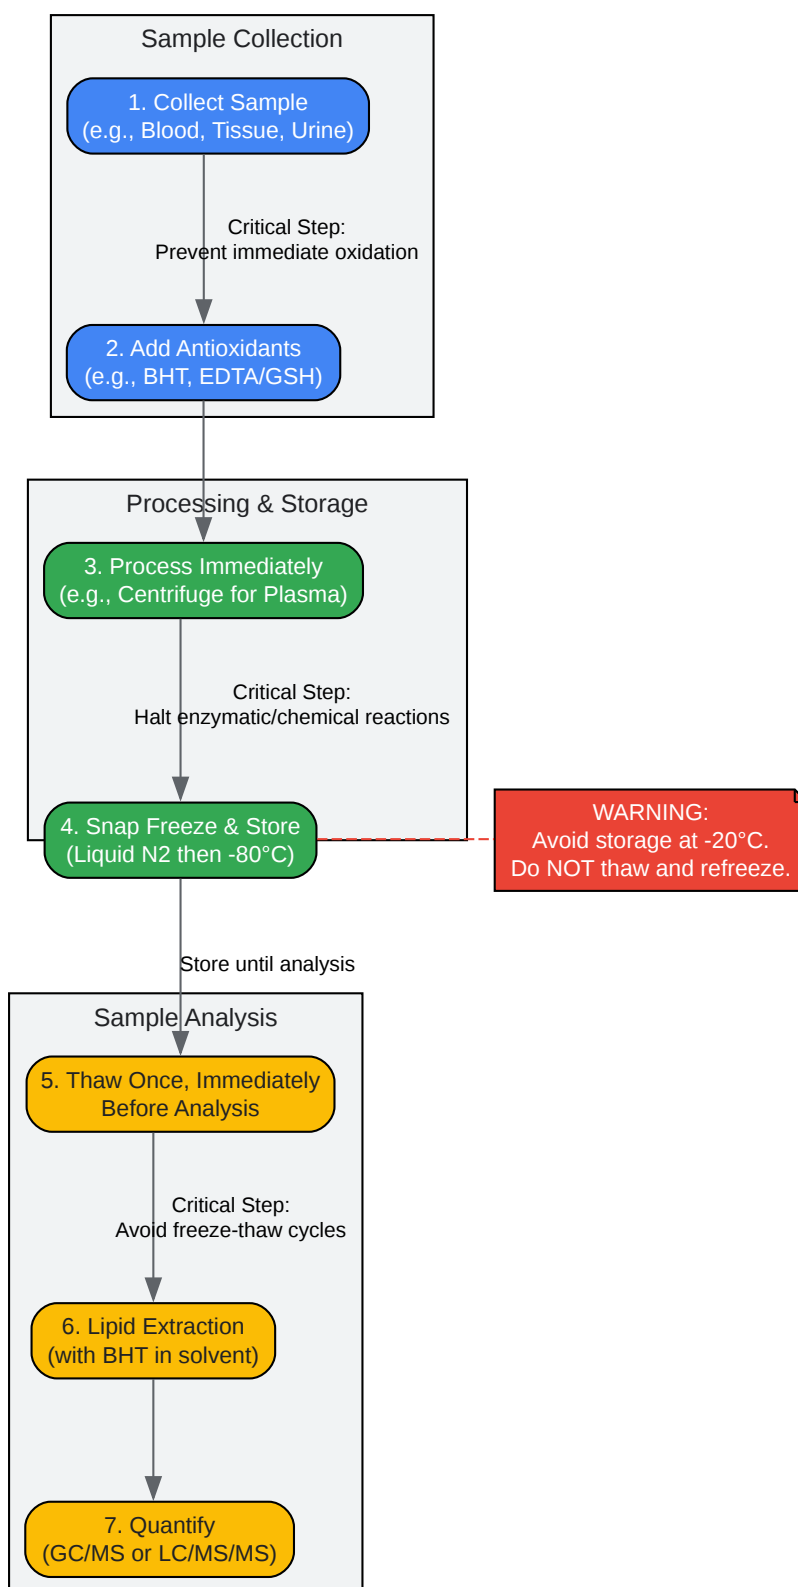 Sample Collection
1. Collect Sample
(e.g., Blood, Tissue, Urine)
Critical Step:
Prevent immediate oxidation
2. Add Antioxidants
(e.g., BHT, EDTA/GSH)
Processing & Storage
3. Process Immediately
(e.g., Centrifuge for Plasma)
Critical Step:
Halt enzymatic/chemical reactions
4. Snap Freeze & Store
(Liquid N2 then -80°C)
WARNING:
Avoid storage at -20°C.
Do NOT thaw and refreeze.
Store until analysis
Sample Analysis
5. Thaw Once, Immediately
Before Analysis
Critical Step:
Avoid freeze-thaw cycles
6. Lipid Extraction
(with BHT in solvent)
7. Quantify
(GC/MS or LC/MS/MS)